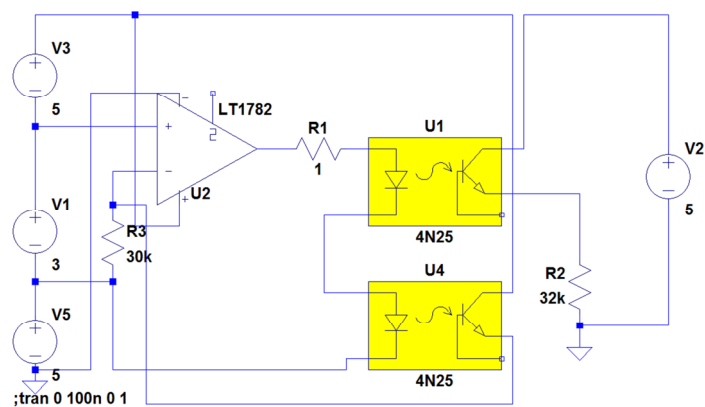 V3
5
LT1782
+
−
U2
R1
1
U1
4N25
V2
5
V1
3
R3
30k
U4
4N25
R2
32k
V5
5
;tran 0 100n 0 1